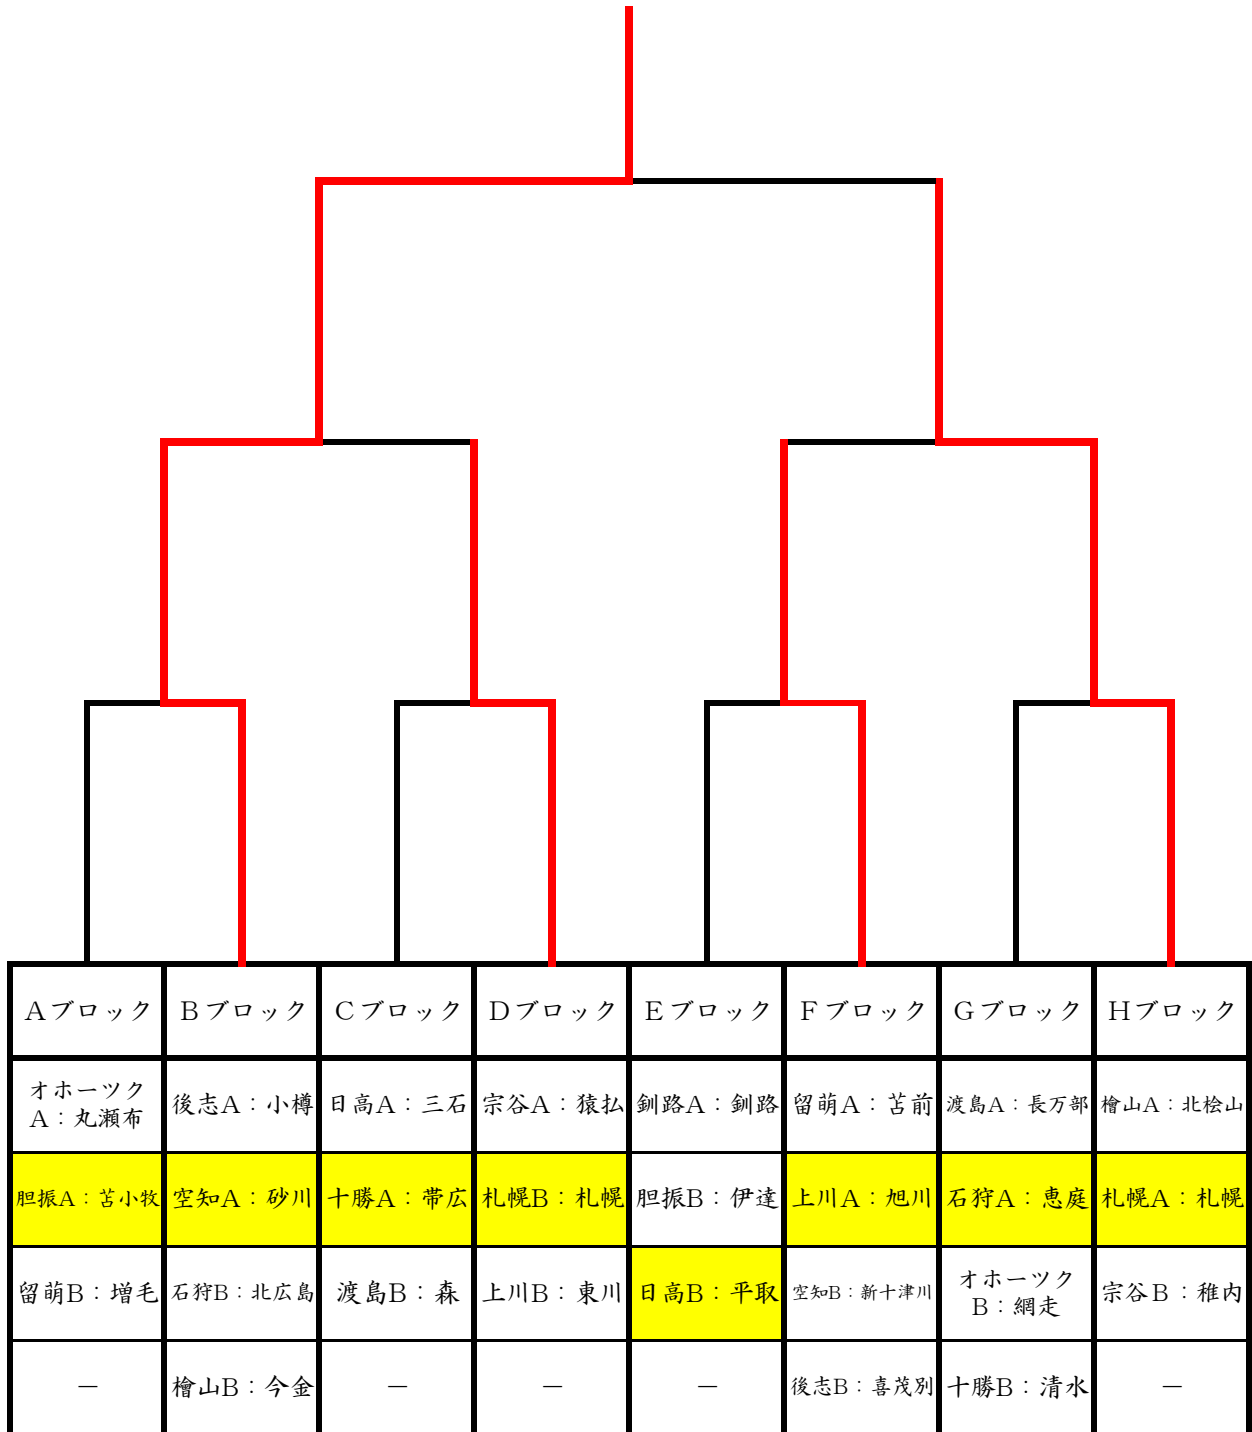 Aブロック Bブロック Cブロック Dブロック Eブロック Fブロック Gブロック Hブロック
オホーツク
A：丸瀬布 後志A：小樽 日高A：三石 宗谷A：猿払 釧路A：釧路 留萌A：苫前 渡島A：長万部 檜山A：北桧山
胆振A：苫小牧 空知A：砂川 十勝A：帯広 札幌B：札幌 胆振B：伊達 上川A：旭川 石狩A：恵庭 札幌A：札幌
留萌B：増毛 石狩B：北広島 渡島B：森 上川B：東川 日高B：平取 空知B：新十津川 オホーツク
B：網走 宗谷B：稚内
－ 檜山B：今金 － － － 後志B：喜茂別 十勝B：清水 －